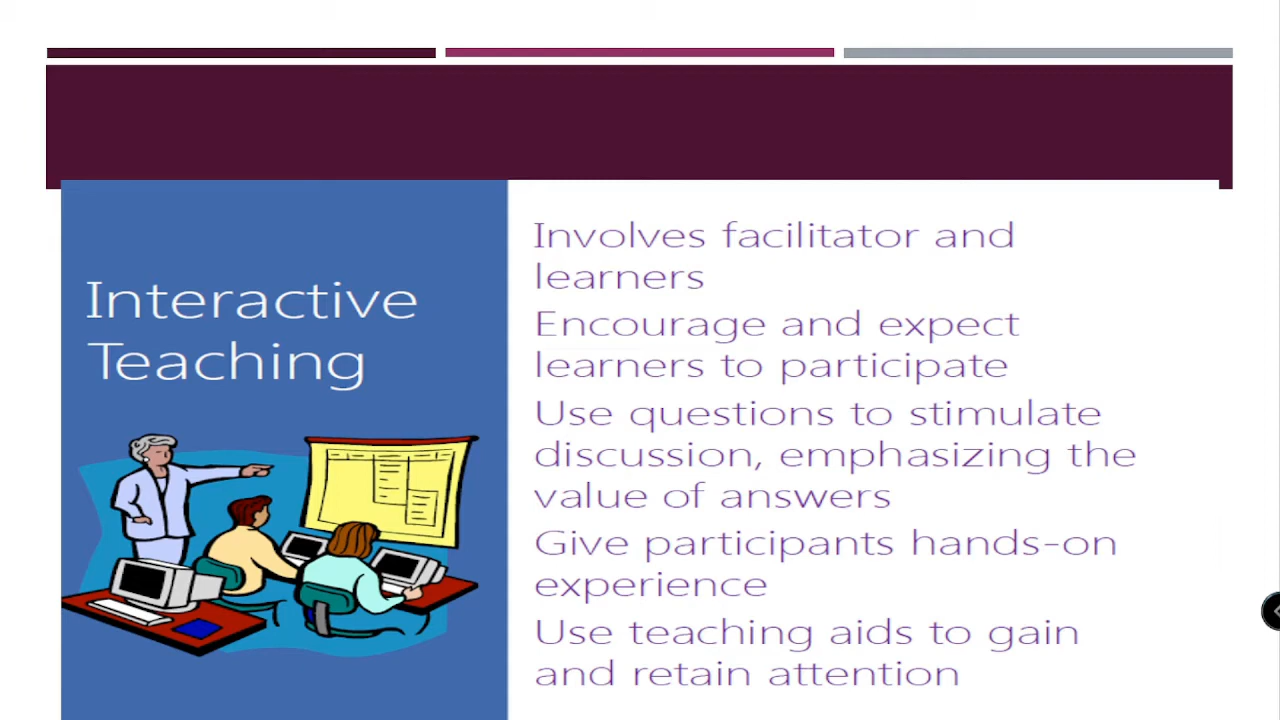 Interactive
Teaching
Involves facilitator and
learners
Encourage and expect
learners to participate
Use questions to stimulate
discussion, emphasizing the
value of answers
Give participants hands-on
experience
Use teaching aids to gain
and retain attention